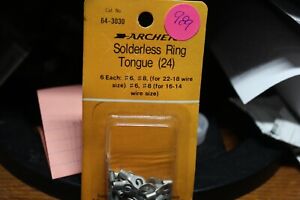 Cat. No.
64-3030
ARCHER
Solderless Ring
Tongue (24)
6 Each: #6, #8, (for 22-18 wire
size) #6, #8 (for 16-14
wire size)